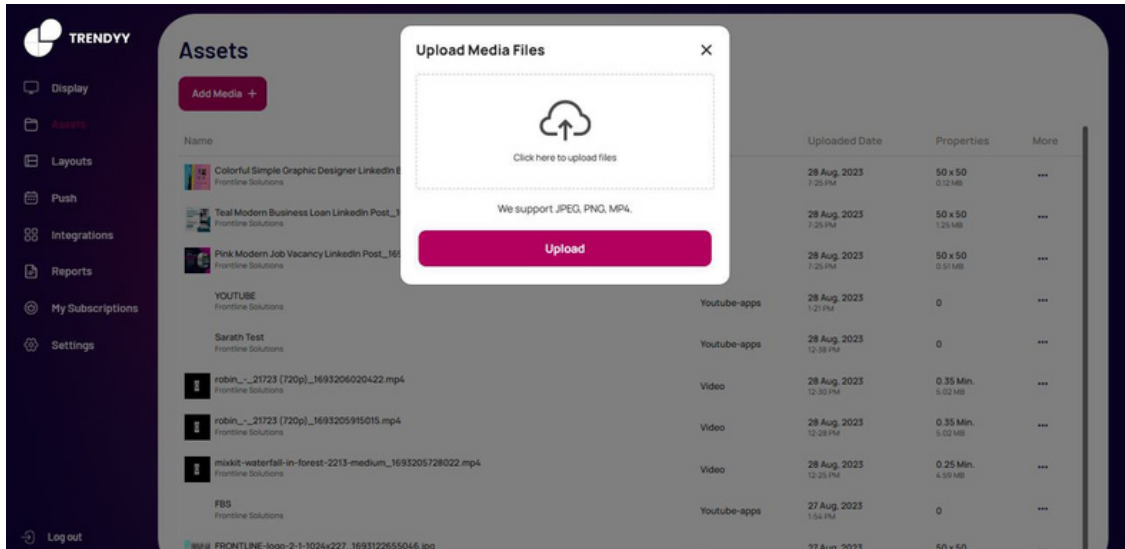 TRENDYY
Display
Assets
Layouts
Push
Integrations
Reports
My Subscriptions
Settings
Log out
Assets
Add Media +
Upload Media Files
Click here to upload files
We support JPEG, PNG, MP4.
Upload
Name Uploaded Date Properties More
Colorful Simple Graphic Designer LinkedIn 28 Aug, 2023 50 x 50
Frontline Solutions 7:25 PM 0.12 MB
Teal Modern Business Loan LinkedIn Post_1 28 Aug, 2023 50 x 50
Frontline Solutions 7:25 PM 1.25 MB
Pink Modern Job Vacancy LinkedIn Post_169 28 Aug, 2023 50 x 50
Frontline Solutions 7:25 PM 0.51 MB
YOUTUBE Youtube-apps 28 Aug, 2023 0
Frontline Solutions 1:21 PM
Sarath Test Youtube-apps 28 Aug, 2023 0
Frontline Solutions 12:38 PM
robin_-_21723 (720p)_1693206020422.mp4 Video 28 Aug, 2023 0.35 Min.
Frontline Solutions 12:30 PM 5.02 MB
robin_-_21723 (720p)_1693205915015.mp4 Video 28 Aug, 2023 0.35 Min.
Frontline Solutions 12:28 PM 5.02 MB
mixkit-waterfall-in-forest-2213-medium_1693205728022.mp4 Video 28 Aug, 2023 0.25 Min.
Frontline Solutions 12:25 PM 4.59 MB
FBS Youtube-apps 27 Aug, 2023 0
Frontline Solutions 1:54 PM
FRONTLINE-logo-2-1-1024x227_1693122655046.jpg 27 Aug, 2023 50 x 50